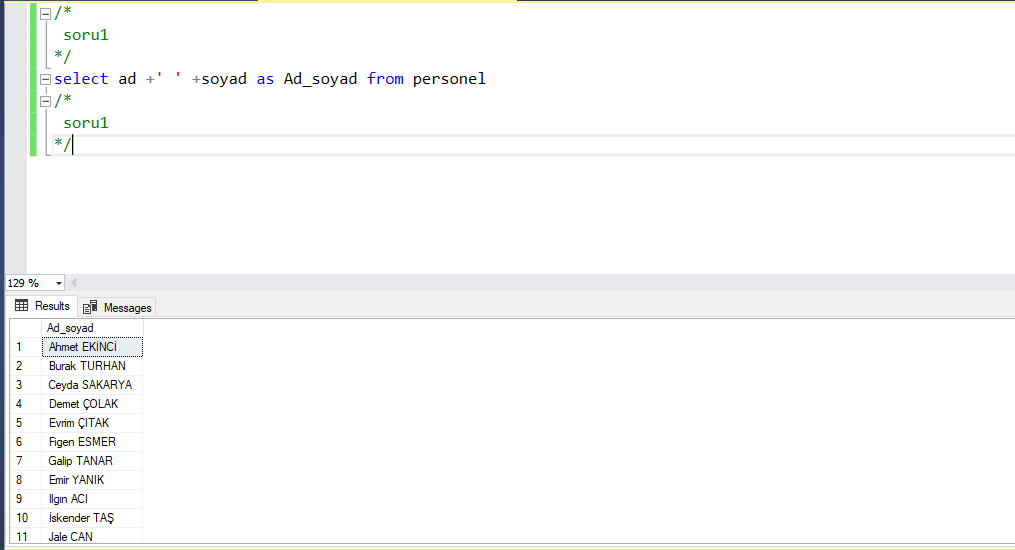 /*
soru1
*/
select ad +' ' +soyad as Ad_soyad from personel
/*
soru1
*/
129 %
Results Messages
Ad_soyad
1 Ahmet EKİNCİ
2 Burak TURHAN
3 Ceyda SAKARYA
4 Demet ÇOLAK
5 Evrim ÇITAK
6 Figen ESMER
7 Galip TANAR
8 Emir YANIK
9 Ilgın ACI
10 İskender TAŞ
11 Jale CAN